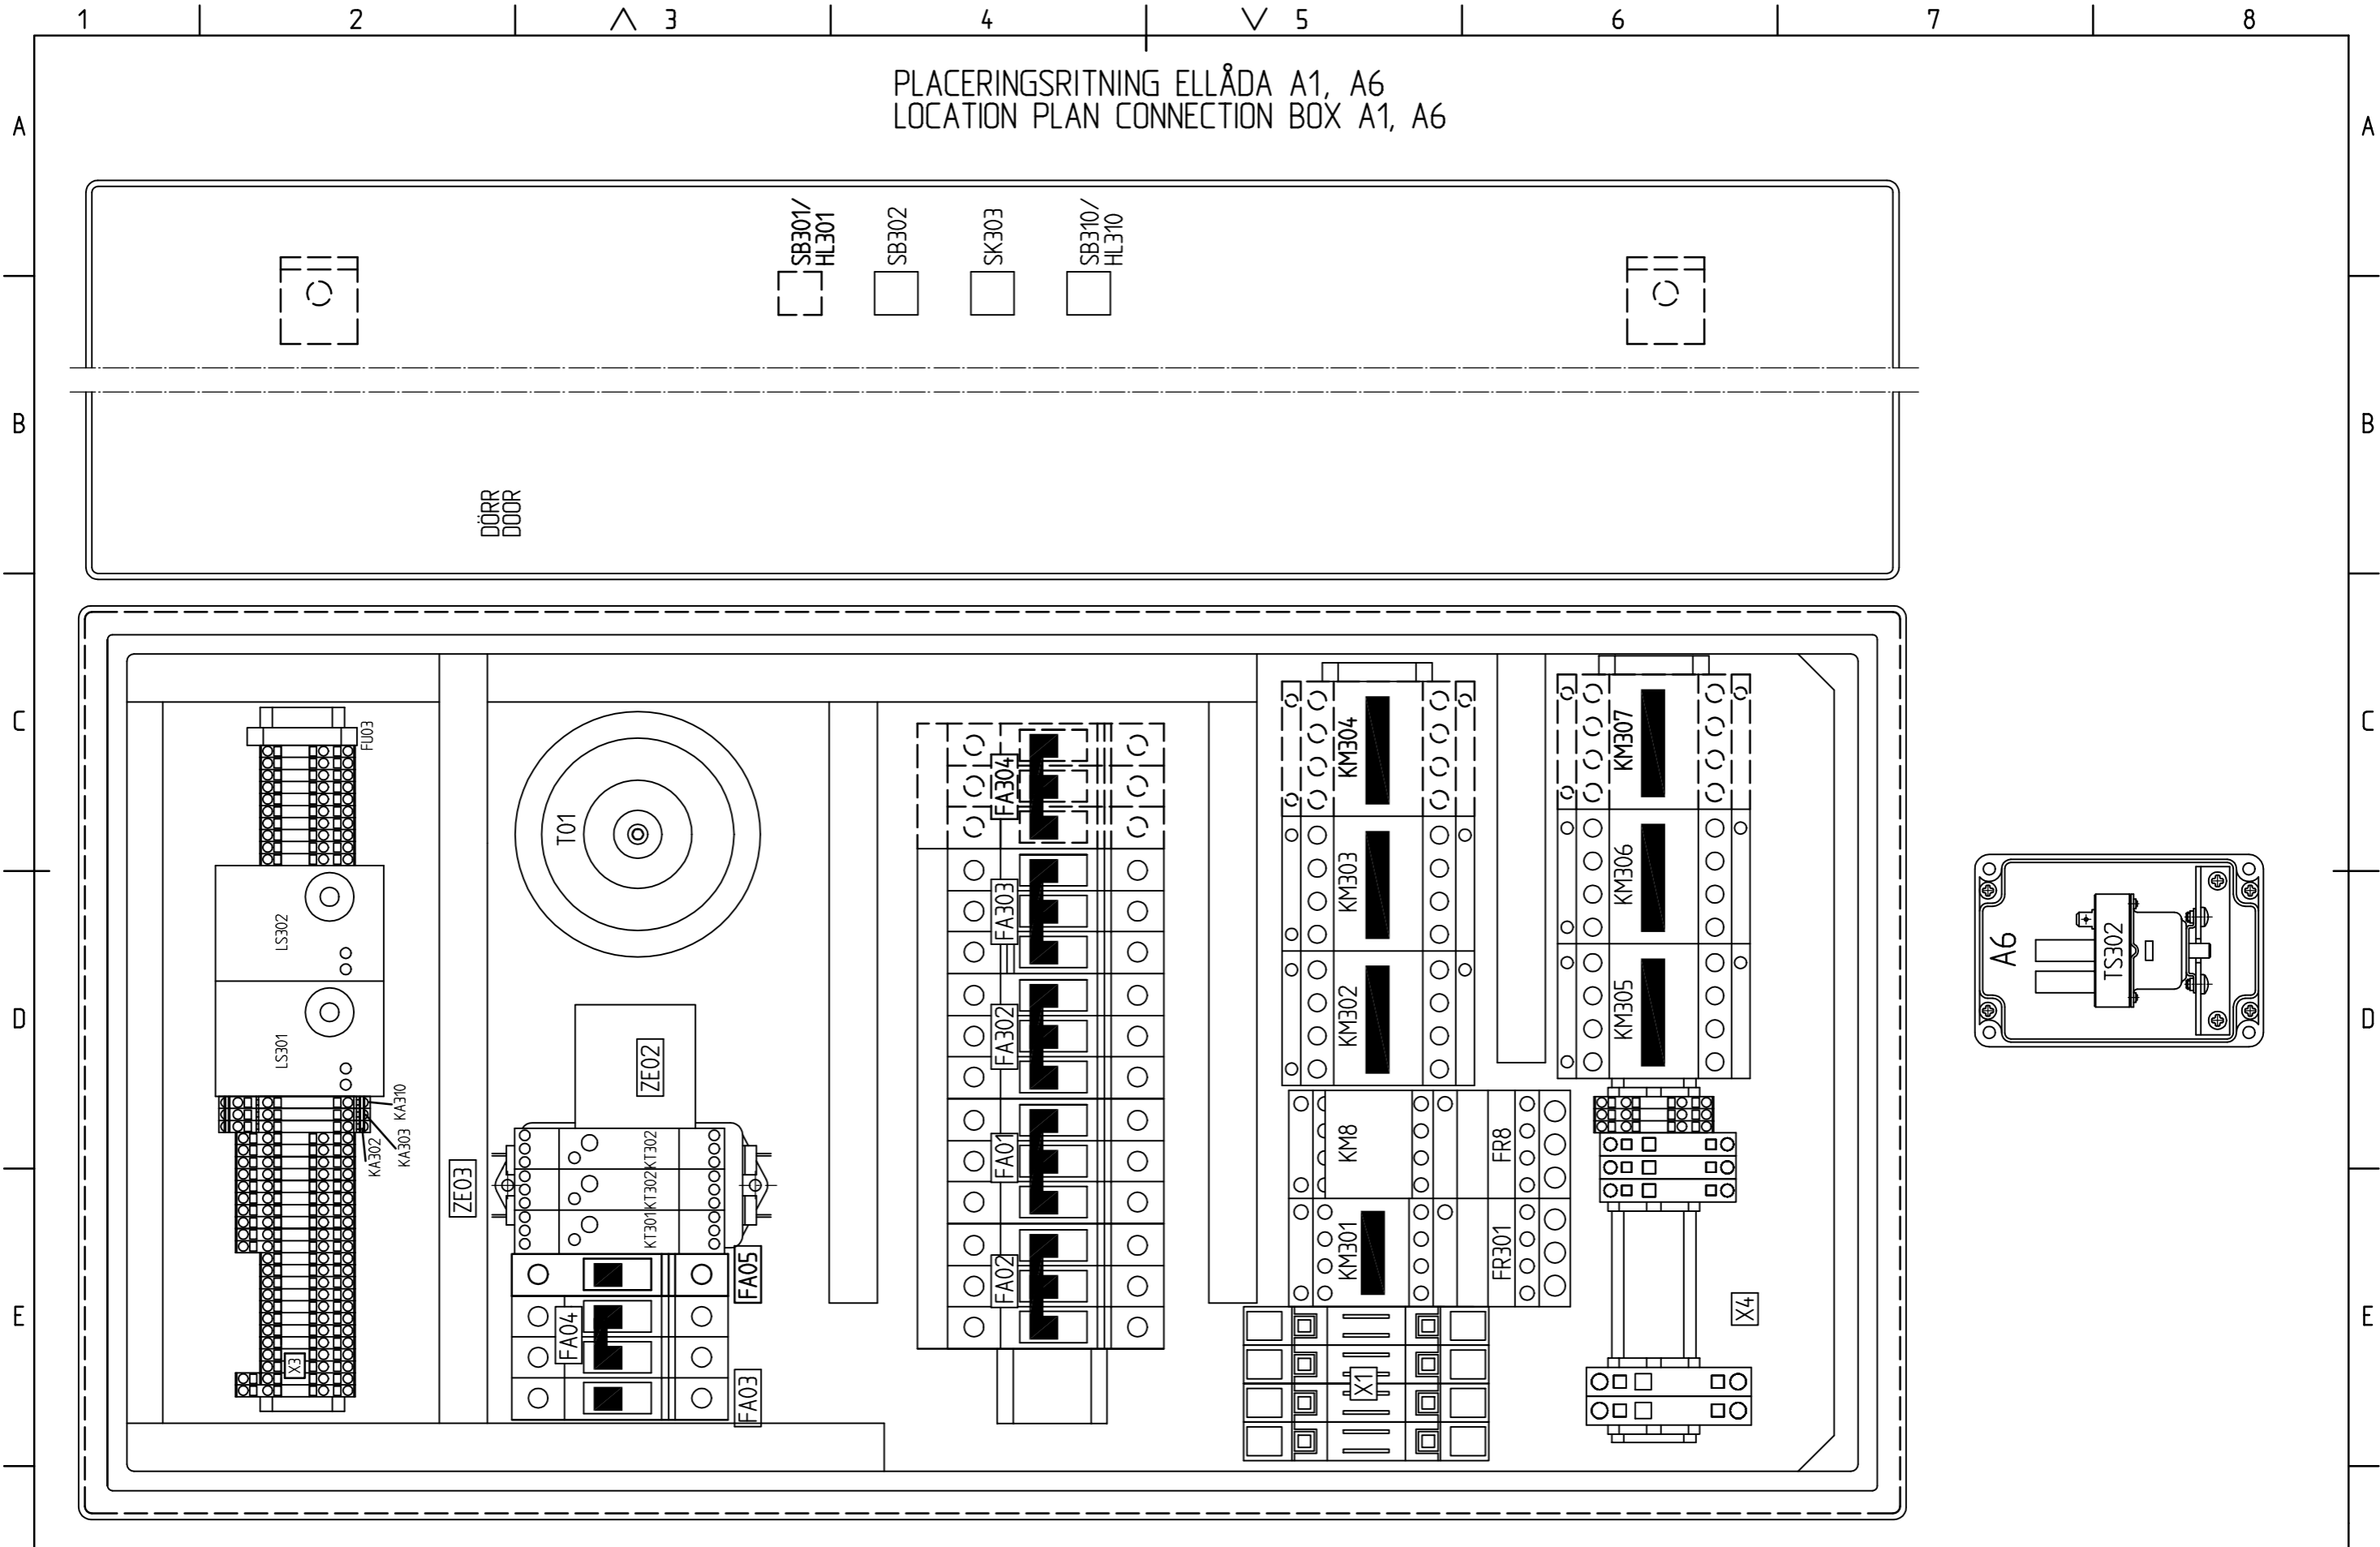 1 2 3 4 5 6 7 8
PLACERINGSRITNING ELLÅDA A1, A6
LOCATION PLAN CONNECTION BOX A1, A6
A A
SB301/
HL301
SB302
SK303
SB310/
HL310
B B
DÖRR
DOOR
C C
FU03
T01
FA304
KM304
KM307
LS302
FA303
KM303
KM306
A6
TS302
D D
LS301
ZE02
FA302
KM302
KM305
KA310
KA303
KA302
ZE03
KT302
KT302
KT301
FA01
KM8
FR8
FA05
FA02
KM301
FR301
E E
FA04
X4
X3
FA03
X1